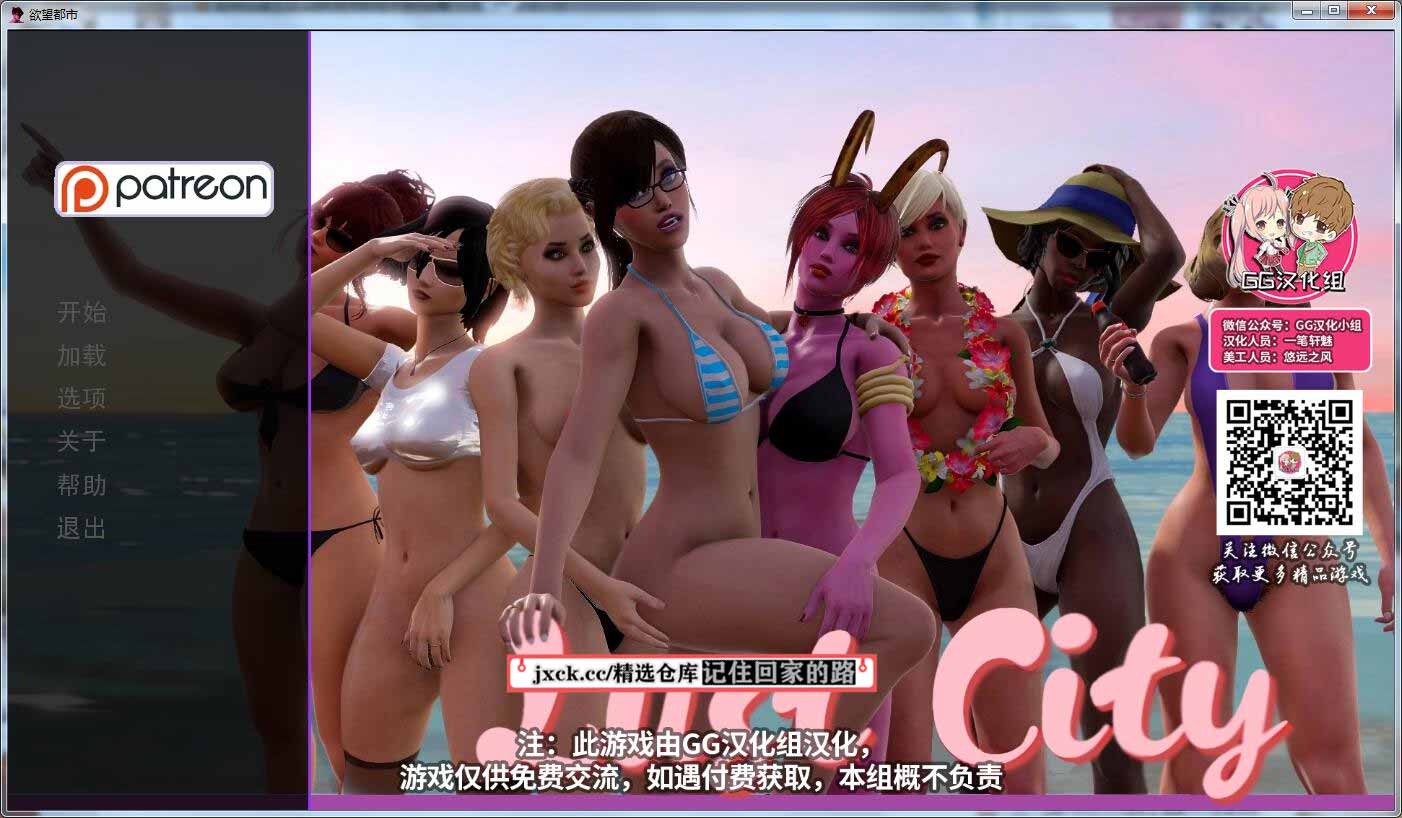 欲望都市
patreon
开始
加载
选项
关于
帮助
退出
GG汉化组
微信公众号：GG汉化小组
汉化人员：一笔轩魅
美工人员：悠远之风
关注微信公众号
获取更多精品游戏
jxck.cc/精选仓库 记住回家的路
Lust City
注：此游戏由GG汉化组汉化，
游戏仅供免费交流，如遇付费获取，本组概不负责